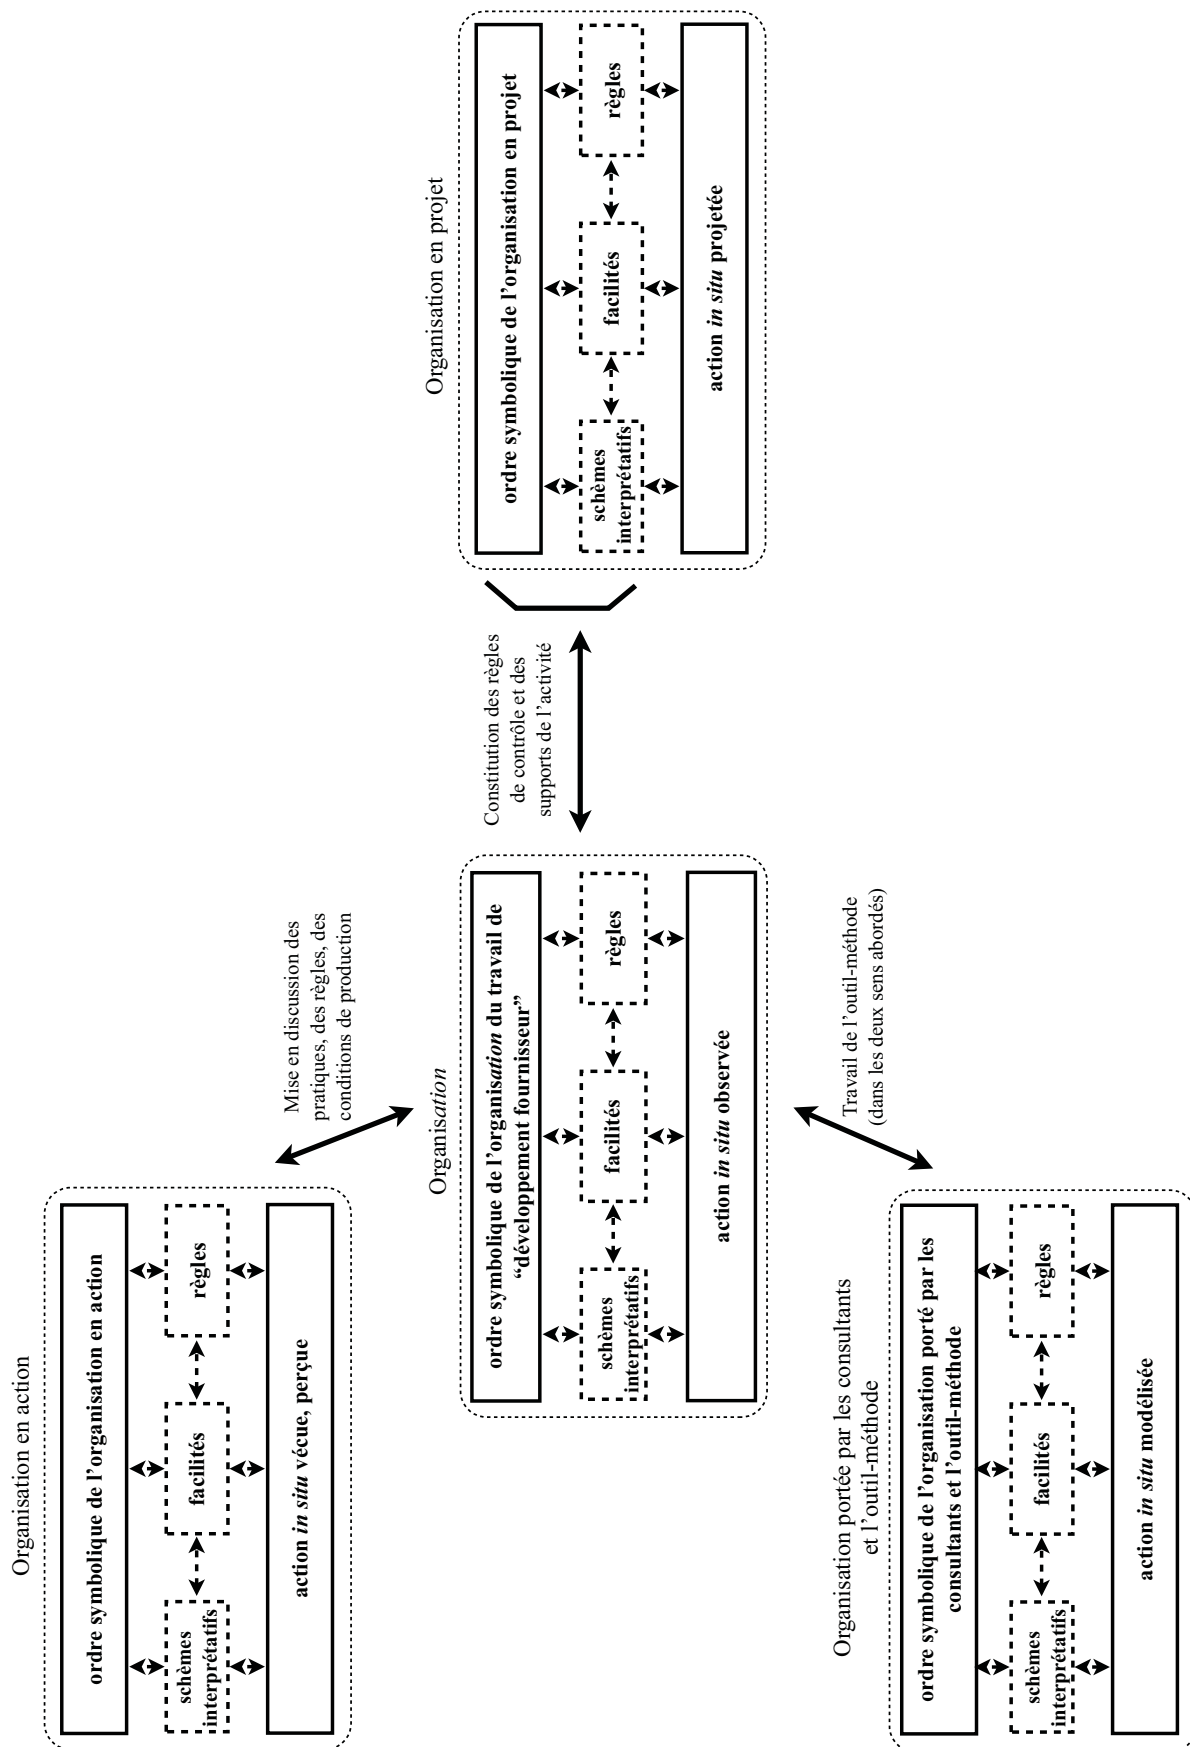 Organisation en action
ordre symbolique de l’organisation en action
schèmes
interprétatifs
facilités
règles
action in situ vécue, perçue
Mise en discussion des
pratiques, des règles, des
conditions de production
Organisation
ordre symbolique de l’organisation du travail de
“développement fournisseur”
schèmes
interprétatifs
facilités
règles
action in situ observée
Constitution des règles
de contrôle et des
supports de l’activité
Organisation en projet
ordre symbolique de l’organisation en projet
schèmes
interprétatifs
facilités
règles
action in situ projetée
Travail de l’outil-méthode
(dans les deux sens abordés)
Organisation portée par les consultants
et l’outil-méthode
ordre symbolique de l’organisation porté par les
consultants et l’outil-méthode
schèmes
interprétatifs
facilités
règles
action in situ modélisée